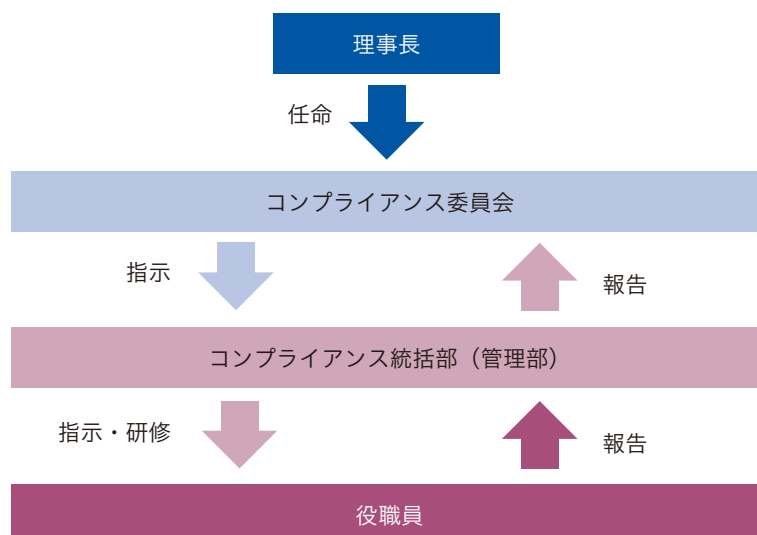 理事長
任命
コンプライアンス委員会
指示
報告
コンプライアンス統括部（管理部）
指示・研修
報告
役職員